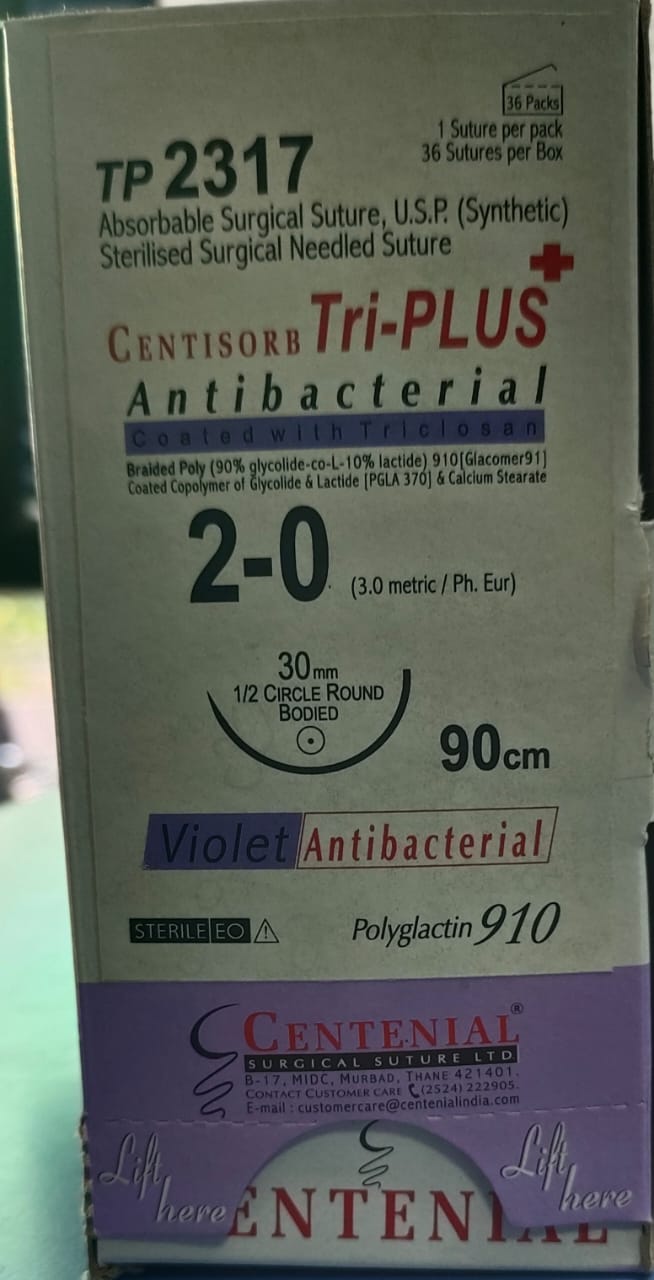 36 Packs
1 Suture per pack
36 Sutures per Box
TP 2317
Absorbable Surgical Suture, U.S.P. (Synthetic)
Sterilised Surgical Needled Suture
CENTISORB Tri-PLUS
Antibacterial
Coated with Triclosan
Braided Poly (90% glycolide-co-L-10% lactide) 910[Glacomer91]
Coated Copolymer of Glycolide & Lactide [PGLA 370] & Calcium Stearate
2-0 (3.0 metric / Ph. Eur)
30mm
1/2 CIRCLE ROUND
BODIED
90cm
Violet Antibacterial
STERILE EO
Polyglactin 910
CENTENIAL®
SURGICAL SUTURE LTD
B-17, MIDC, MURBAD, THANE 421401.
CONTACT CUSTOMER CARE (2524) 222905.
E-mail : customercare@centenialindia.com
Lift here
Lift here
ENTENIAL